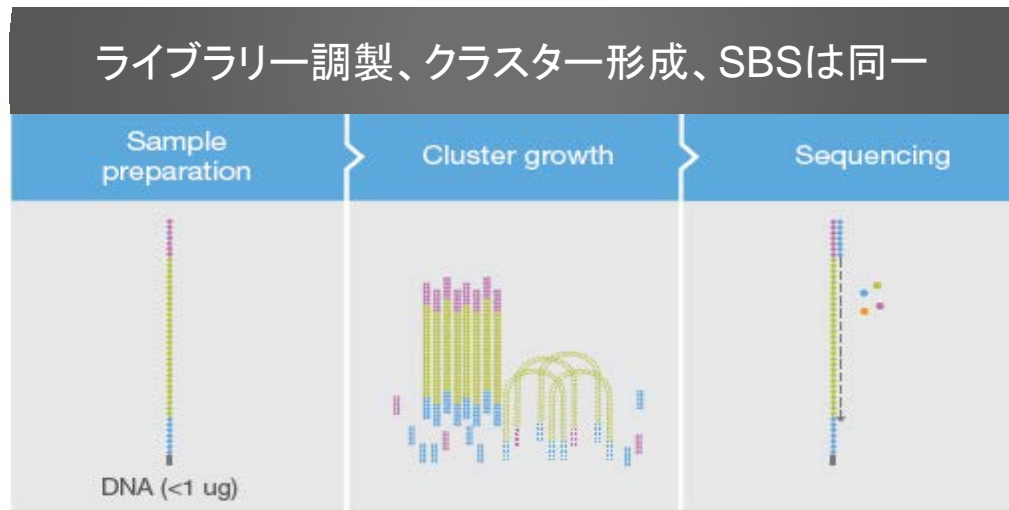 ライブラリー調製、クラスター形成、SBSは同一
Sample
preparation
Cluster growth
Sequencing
DNA (<1 ug)